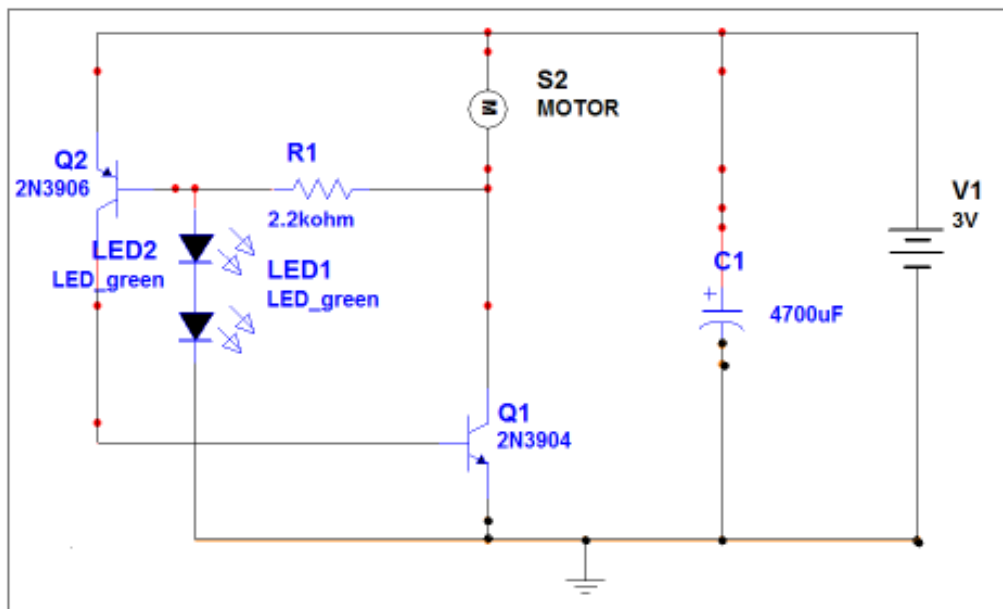 S2
MOTOR
M
Q2
2N3906
R1
2.2kohm
V1
3V
LED2
LED_green
LED1
LED_green
C1
+
4700uF
Q1
2N3904